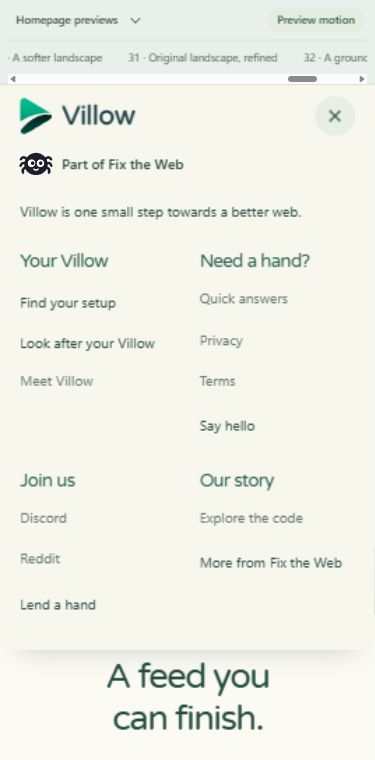 Homepage previews
Preview motion
· A softer landscape
31 · Original landscape, refined
32 · A ground
Villow
Part of Fix the Web
Villow is one small step towards a better web.
Your Villow
Find your setup
Look after your Villow
Meet Villow
Need a hand?
Quick answers
Privacy
Terms
Say hello
Join us
Discord
Reddit
Lend a hand
Our story
Explore the code
More from Fix the Web
A feed you
can finish.